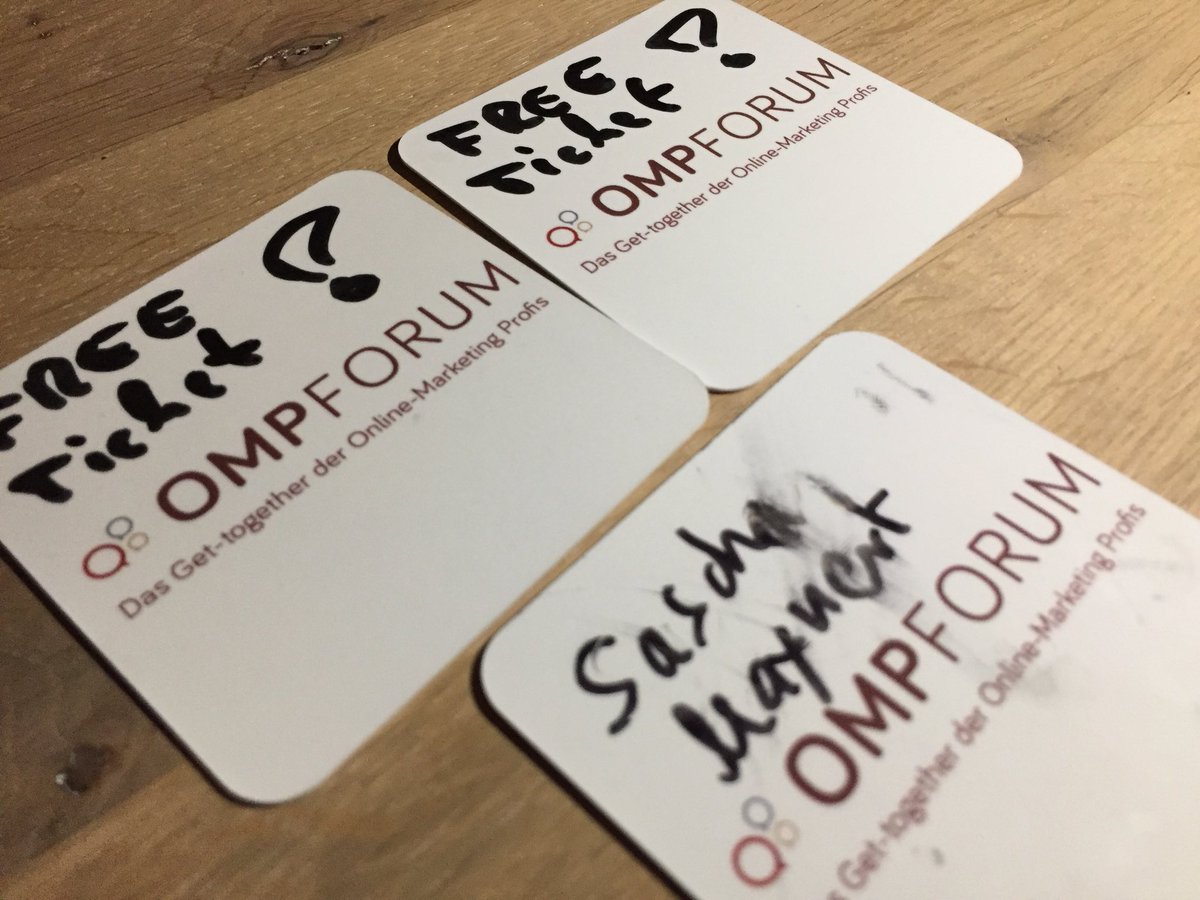 FREE ?
Ticket
OMPFORUM
Das Get-together der Online-Marketing Profis
FREE ?
Ticket
OMPFORUM
Das Get-together der Online-Marketing Profis
Sascha
OMPFORUM
Get-together der Online-Marketing Profis